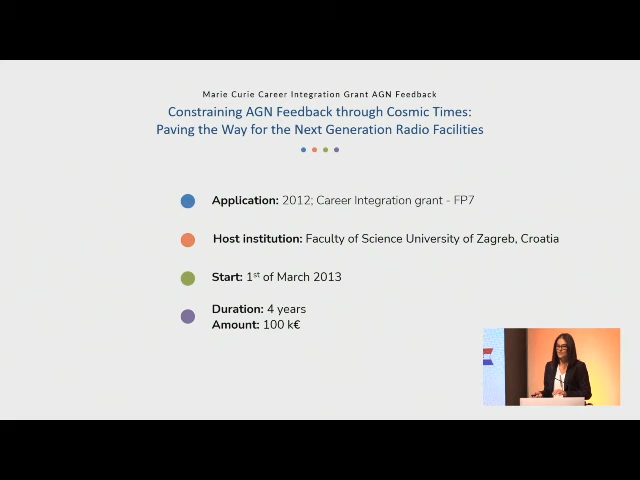 Marie Curie Career Integration Grant AGN Feedback
Constraining AGN Feedback through Cosmic Times:
Paving the Way for the Next Generation Radio Facilities
Application: 2012; Career Integration grant - FP7
Host institution: Faculty of Science University of Zagreb, Croatia
Start: 1st of March 2013
Duration: 4 years
Amount: 100 k€